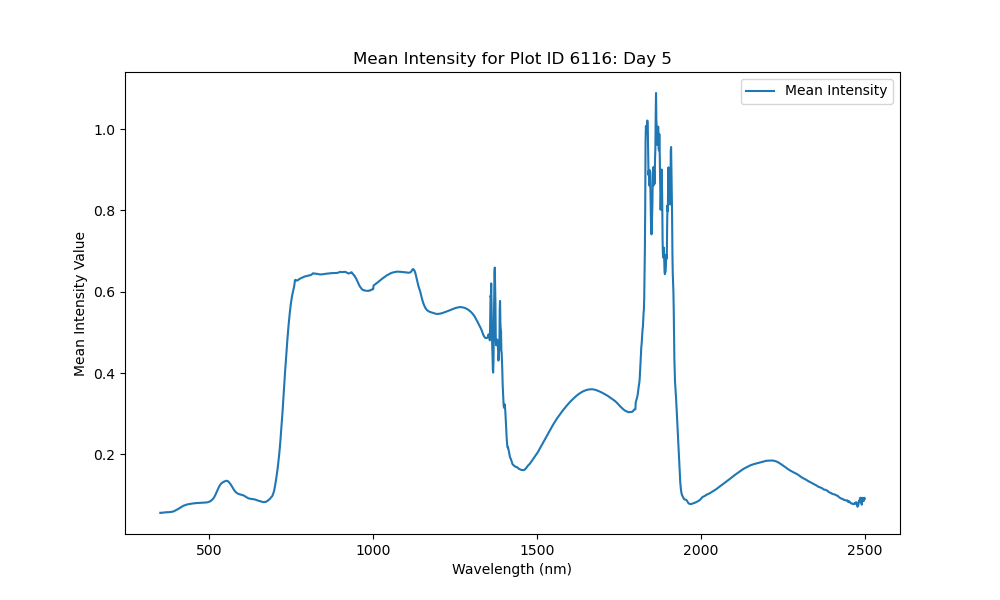 Mean Intensity for Plot ID 6116: Day 5
Mean Intensity
Mean Intensity Value
1.0
0.8
0.6
0.4
0.2
500
1000
1500
2000
2500
Wavelength (nm)